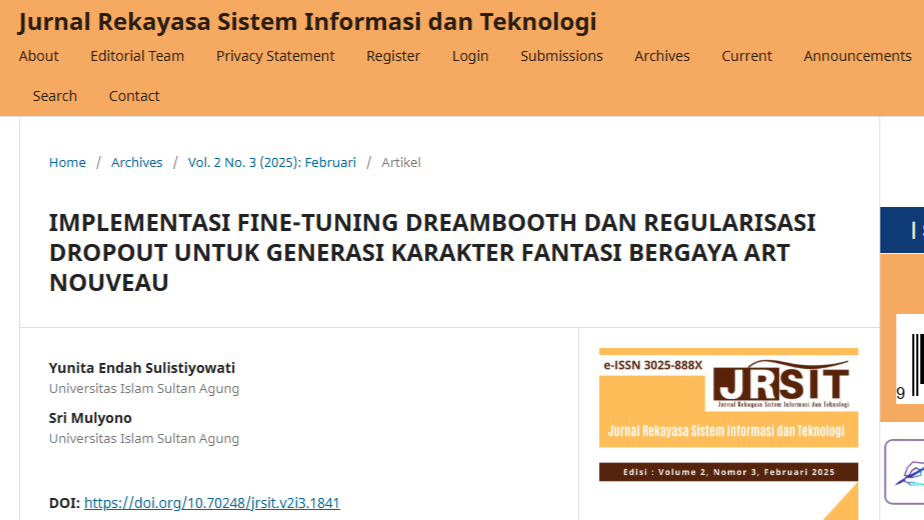 Jurnal Rekayasa Sistem Informasi dan Teknologi
About Editorial Team Privacy Statement Register Login Submissions Archives Current Announcements
Search Contact
Home / Archives / Vol. 2 No. 3 (2025): Februari / Artikel
IMPLEMENTASI FINE-TUNING DREAMBOOTH DAN REGULARISASI
DROPOUT UNTUK GENERASI KARAKTER FANTASI BERGAYA ART
NOUVEAU
Yunita Endah Sulistiyowati
Universitas Islam Sultan Agung
Sri Mulyono
Universitas Islam Sultan Agung
DOI: https://doi.org/10.70248/jrsit.v2i3.1841
e-ISSN 3025-888X
JRSIT
Jurnal Rekayasa Sistem Informasi dan Teknologi
Jurnal Rekayasa Sistem Informasi dan Teknologi
Edisi : Volume 2, Nomor 3, Februari 2025
I
9